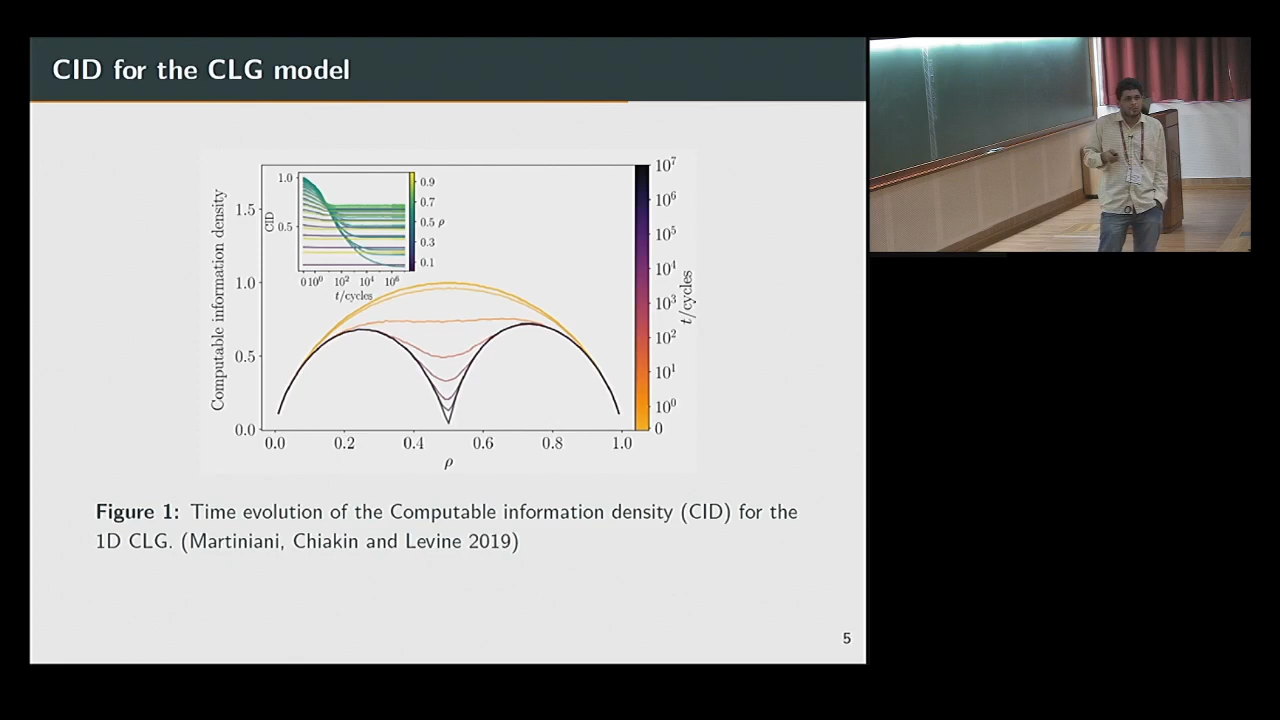 CID for the CLG model
Computable information density
1.5
1.0
0.5
0.0
0.0 0.2 0.4 0.6 0.8 1.0
ρ
CID
1.0
0.5
0 10⁰ 10² 10⁴ 10⁶
t/cycles
0.9
0.7
0.5
0.3
0.1
ρ
10⁷
10⁶
10⁵
10⁴
10³
10²
10¹
10⁰
0
t/cycles
Figure 1: Time evolution of the Computable information density (CID) for the
1D CLG. (Martiniani, Chiakin and Levine 2019)
5